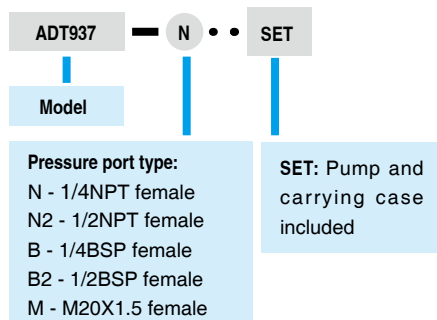 ADT937 — N • • SET
Model
Pressure port type:
N - 1/4NPT female
N2 - 1/2NPT female
B - 1/4BSP female
B2 - 1/2BSP female
M - M20X1.5 female
SET: Pump and
carrying case
included